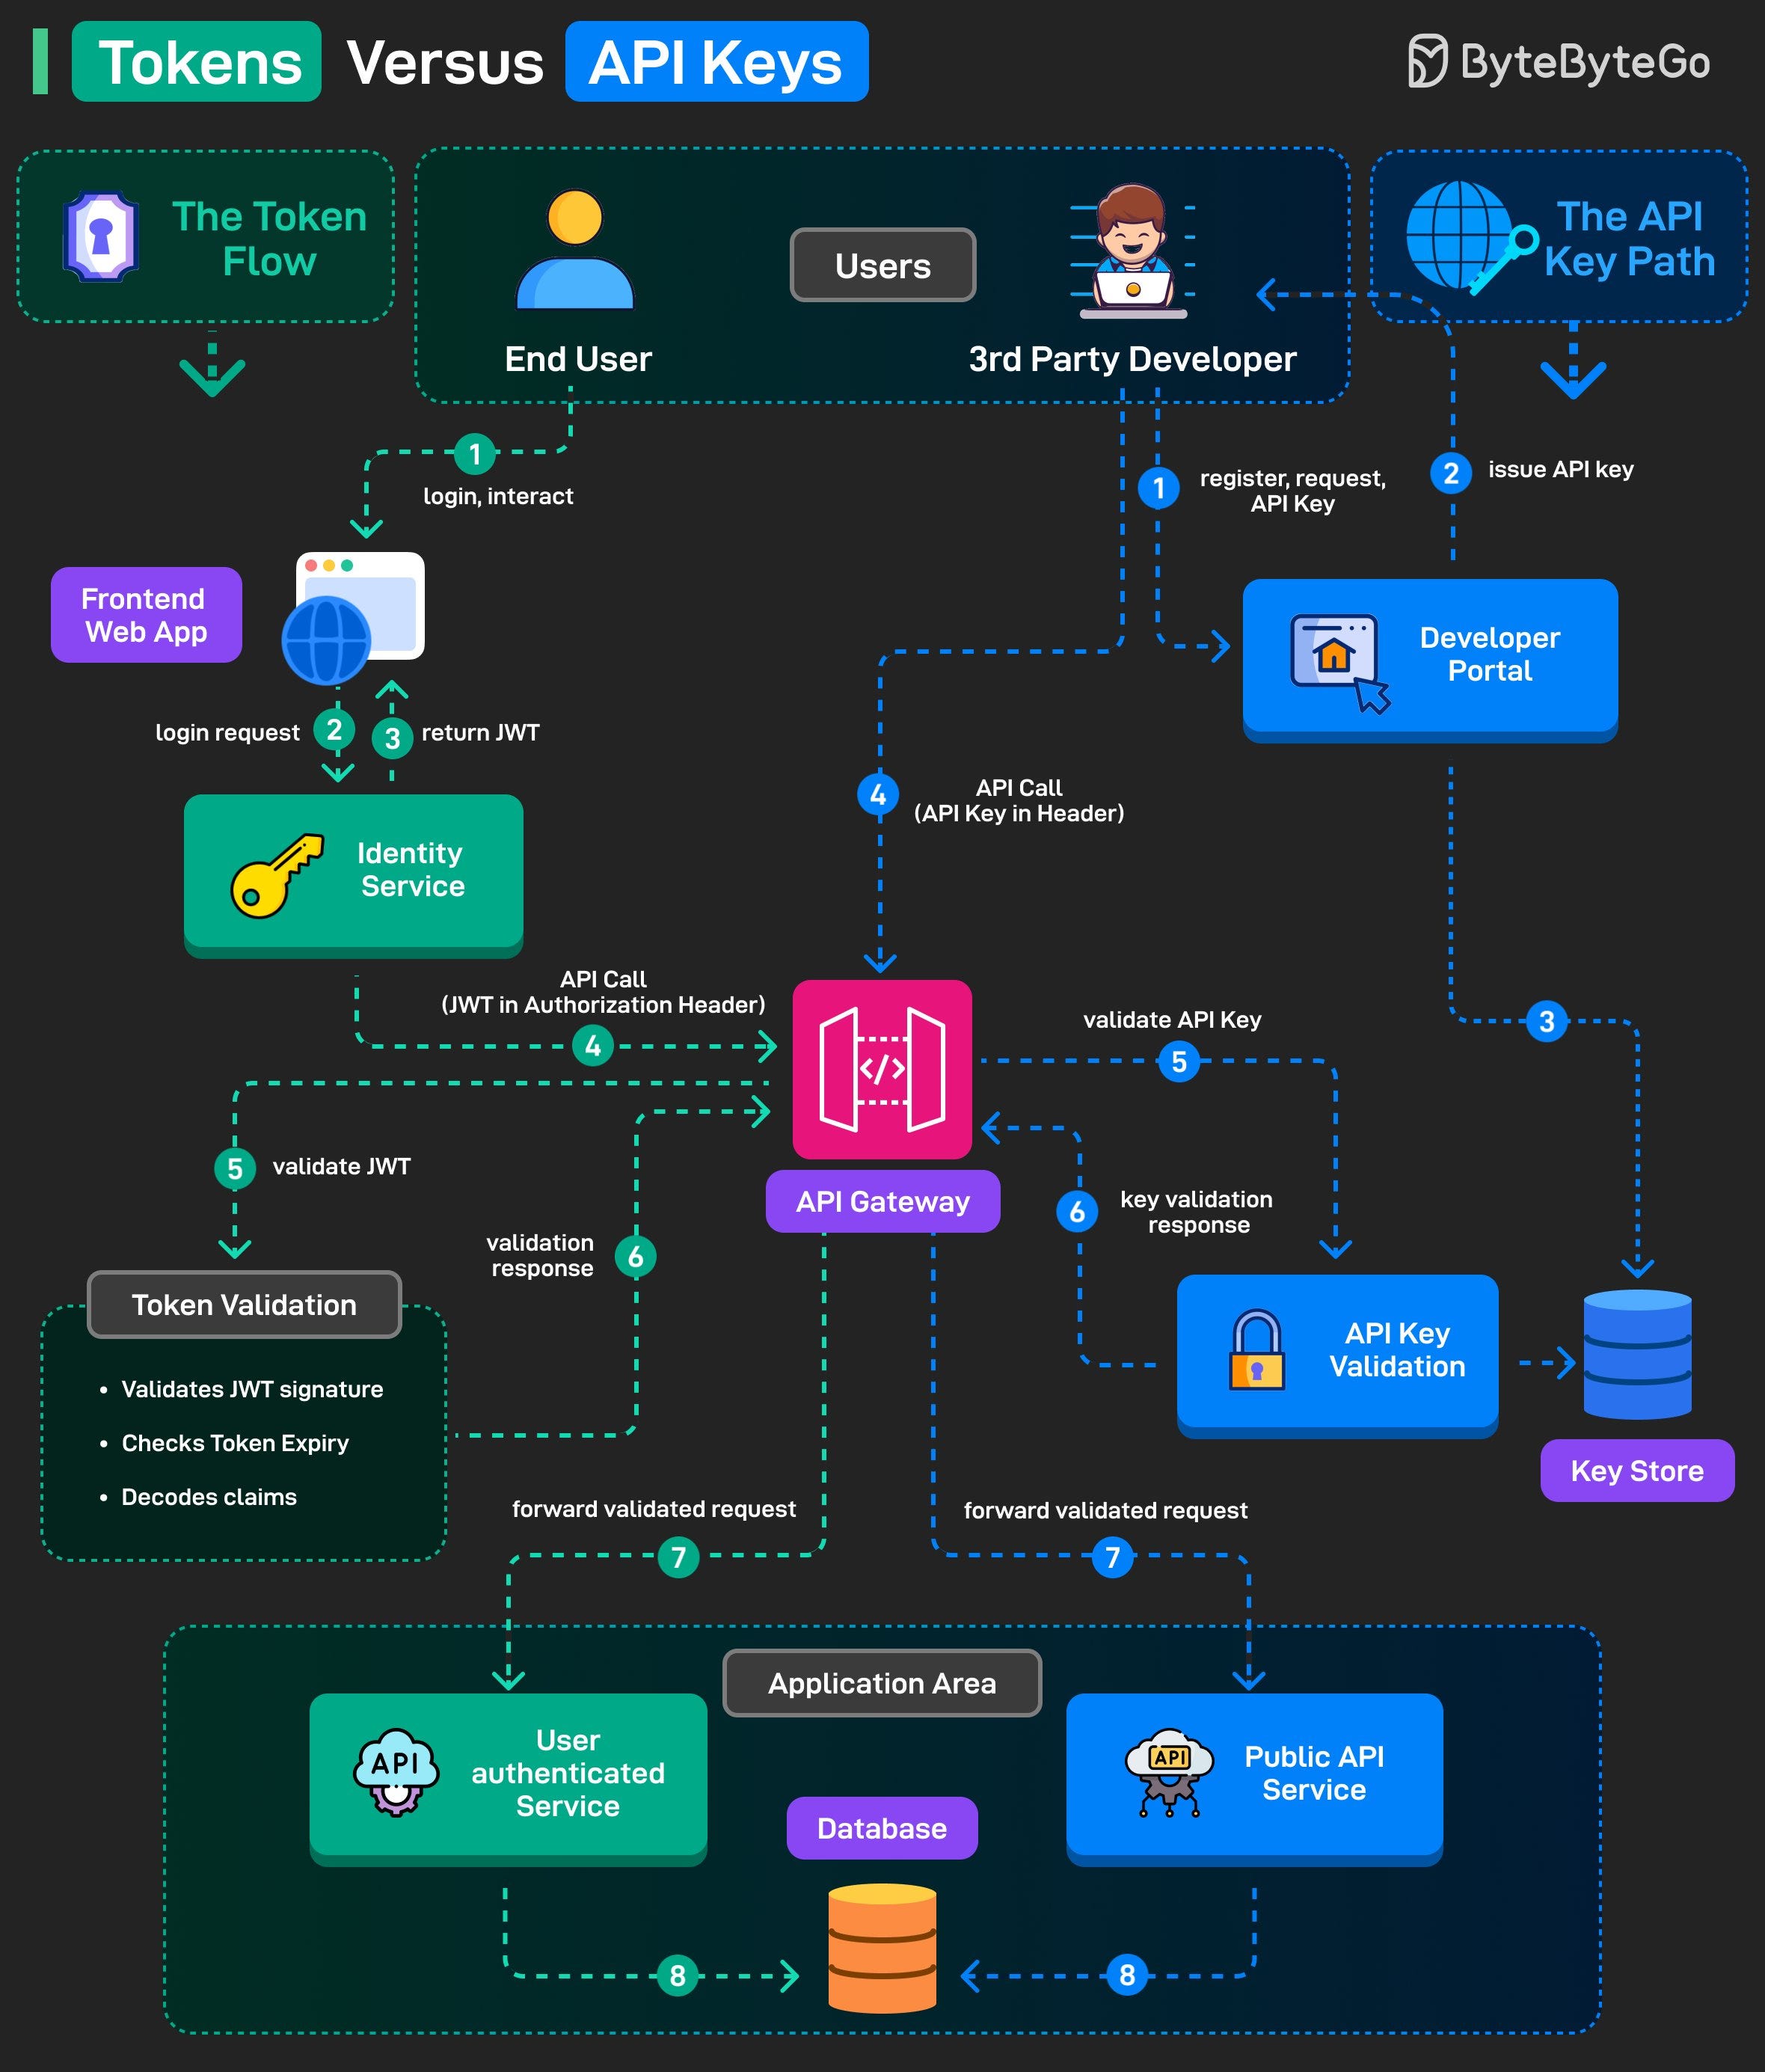 Tokens Versus API Keys
ByteByteGo
The Token
Flow
End User
Users
3rd Party Developer
The API
Key Path
1
login, interact
1
register, request,
API Key
2
issue API key
Frontend
Web App
Developer
Portal
login request
2
3
return JWT
4
API Call
(API Key in Header)
Identity
Service
API Call
(JWT in Authorization Header)
4
validate API Key
5
3
</>
5
validate JWT
API Gateway
6
key validation
response
validation
response
6
Token Validation
• Validates JWT signature
• Checks Token Expiry
• Decodes claims
API Key
Validation
Key Store
forward validated request
7
forward validated request
7
Application Area
API
User
authenticated
Service
API
Public API
Service
Database
8
8